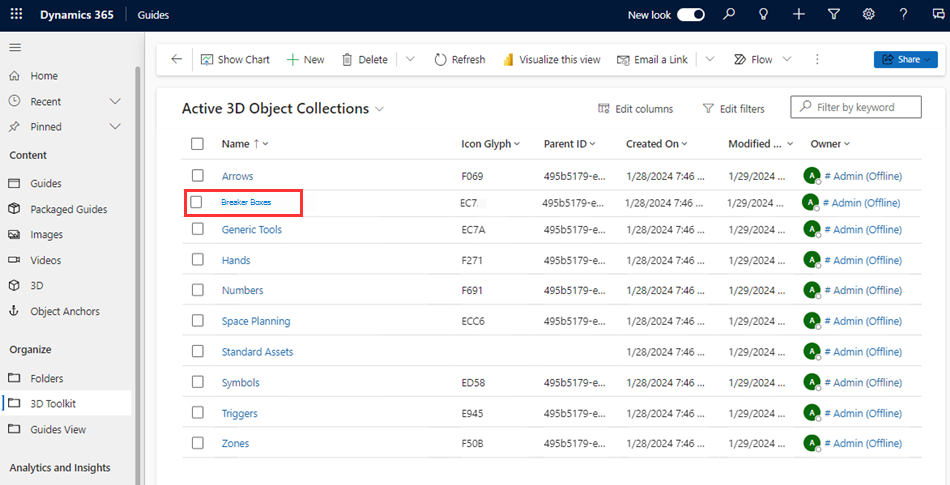 Dynamics 365 Guides New look
Show Chart New Delete Refresh Visualize this view Email a Link Flow Share
Home
Recent
Pinned
Content
Guides
Packaged Guides
Images
Videos
3D
Object Anchors
Organize
Folders
3D Toolkit
Guides View
Analytics and Insights
Active 3D Object Collections Edit columns Edit filters Filter by keyword
Name ↑ Icon Glyph Parent ID Created On Modified ... Owner
Arrows F069 495b5179-e... 1/28/2024 7:46 ... 1/29/2024 ... A # Admin (Offline)
Breaker Boxes EC7 495b5179-e... 1/28/2024 7:46 ... 1/29/2024 ... A # Admin (Offline)
Generic Tools EC7A 495b5179-e... 1/28/2024 7:46 ... 1/29/2024 ... A # Admin (Offline)
Hands F271 495b5179-e... 1/28/2024 7:46 ... 1/29/2024 ... A # Admin (Offline)
Numbers F691 495b5179-e... 1/28/2024 7:46 ... 1/29/2024 ... A # Admin (Offline)
Space Planning ECC6 495b5179-e... 1/28/2024 7:46 ... 1/29/2024 ... A # Admin (Offline)
Standard Assets 1/28/2024 7:46 ... 1/29/2024 ... A # Admin (Offline)
Symbols ED58 495b5179-e... 1/28/2024 7:46 ... 1/29/2024 ... A # Admin (Offline)
Triggers E945 495b5179-e... 1/28/2024 7:46 ... 1/29/2024 ... A # Admin (Offline)
Zones F50B 495b5179-e... 1/28/2024 7:46 ... 1/29/2024 ... A # Admin (Offline)